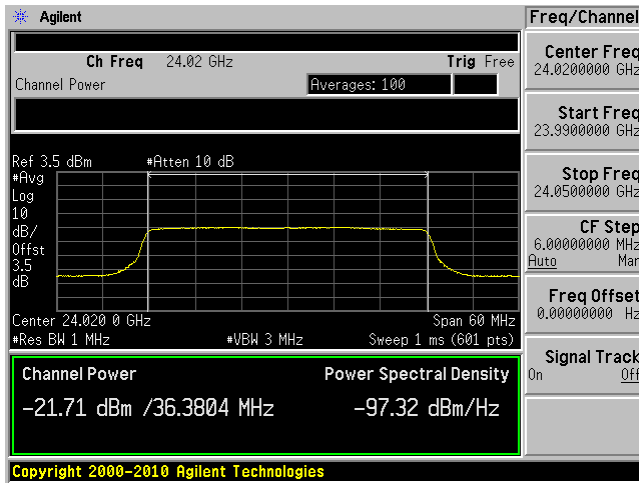 Agilent
Freq/Channel
Ch Freq 24.02 GHz Trig Free
Channel Power Averages: 100
Center Freq
24.0200000 GHz
Start Freq
23.9900000 GHz
Stop Freq
24.0500000 GHz
CF Step
6.00000000 MHz
Auto Man
Freq Offset
0.00000000 Hz
Signal Track
On Off
Ref 3.5 dBm #Atten 10 dB
#Avg
Log
10
dB/
Offst
3.5
dB
Center 24.020 0 GHz Span 60 MHz
#Res BW 1 MHz #VBW 3 MHz Sweep 1 ms (601 pts)
Channel Power Power Spectral Density
-21.71 dBm /36.3804 MHz -97.32 dBm/Hz
Copyright 2000-2010 Agilent Technologies